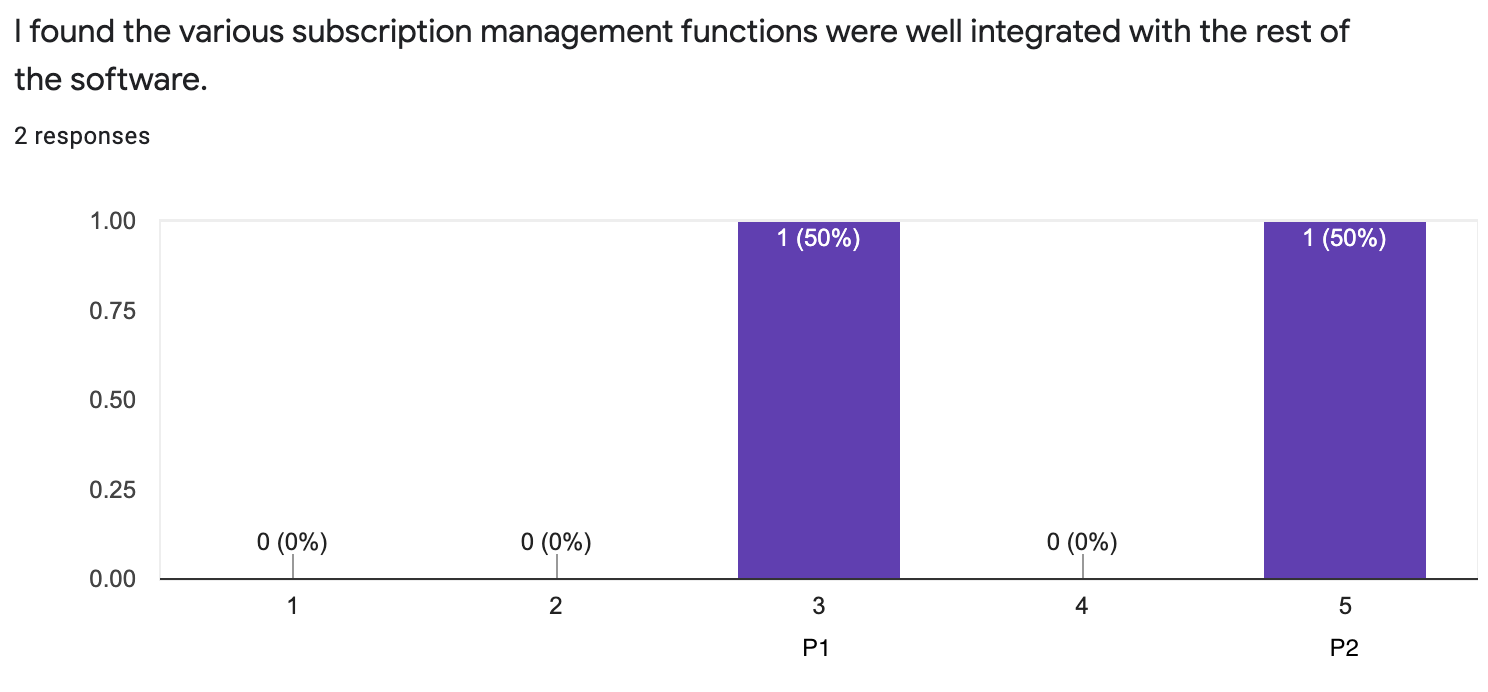 I found the various subscription management functions were well integrated with the rest of
the software.
2 responses
1.00
1 (50%) 1 (50%)
0.75
0.50
0.25
0 (0%) 0 (0%) 0 (0%)
0.00
1 2 3 4 5
P1 P2